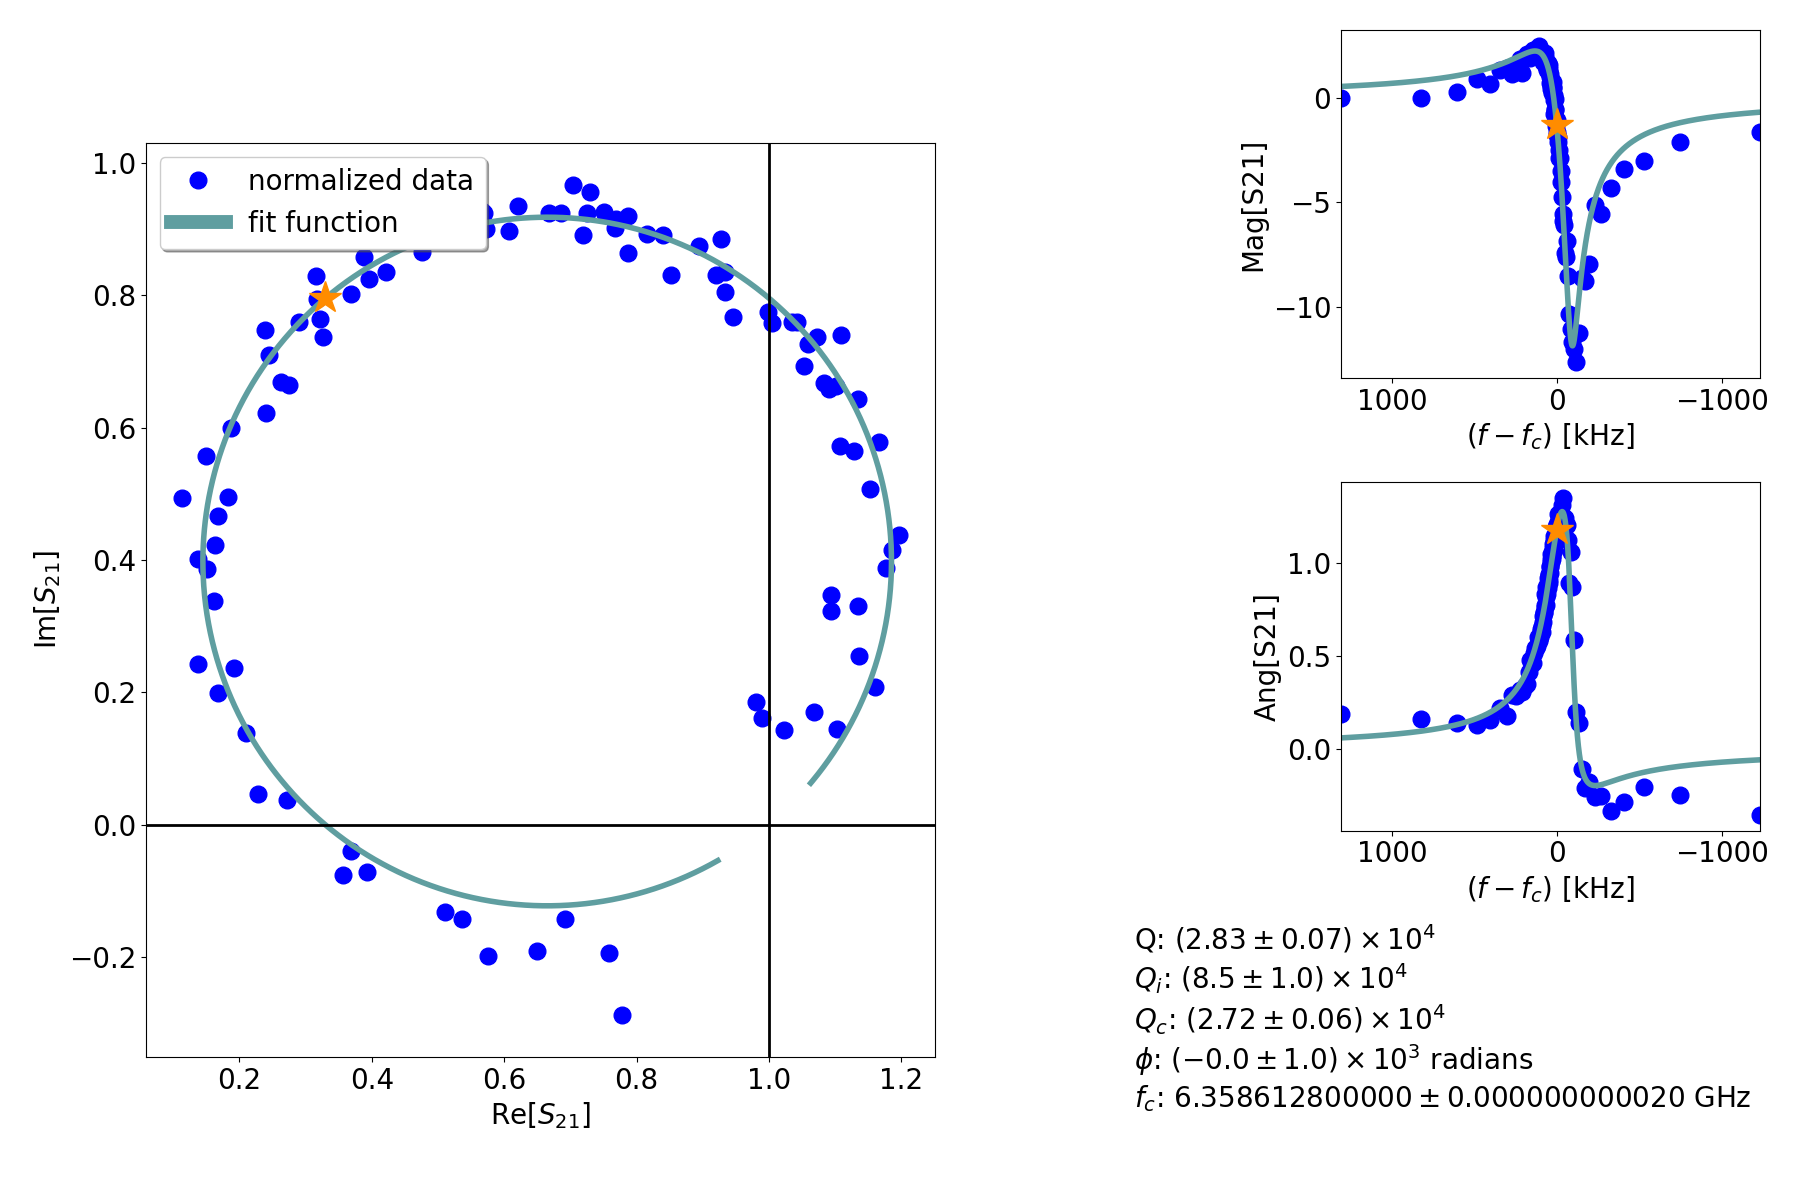 normalized data
fit function
1.0
0.8
0.6
0.4
0.2
0.0
−0.2
Im[S21]
0.2 0.4 0.6 0.8 1.0 1.2
Re[S21]
0
−5
−10
Mag[S21]
1000 0 −1000
(f − fc) [kHz]
1.0
0.5
0.0
Ang[S21]
1000 0 −1000
(f − fc) [kHz]
Q: (2.83 ± 0.07) × 10^4
Qi: (8.5 ± 1.0) × 10^4
Qc: (2.72 ± 0.06) × 10^4
ϕ: (−0.0 ± 1.0) × 10^3 radians
fc: 6.358612800000 ± 0.000000000020 GHz